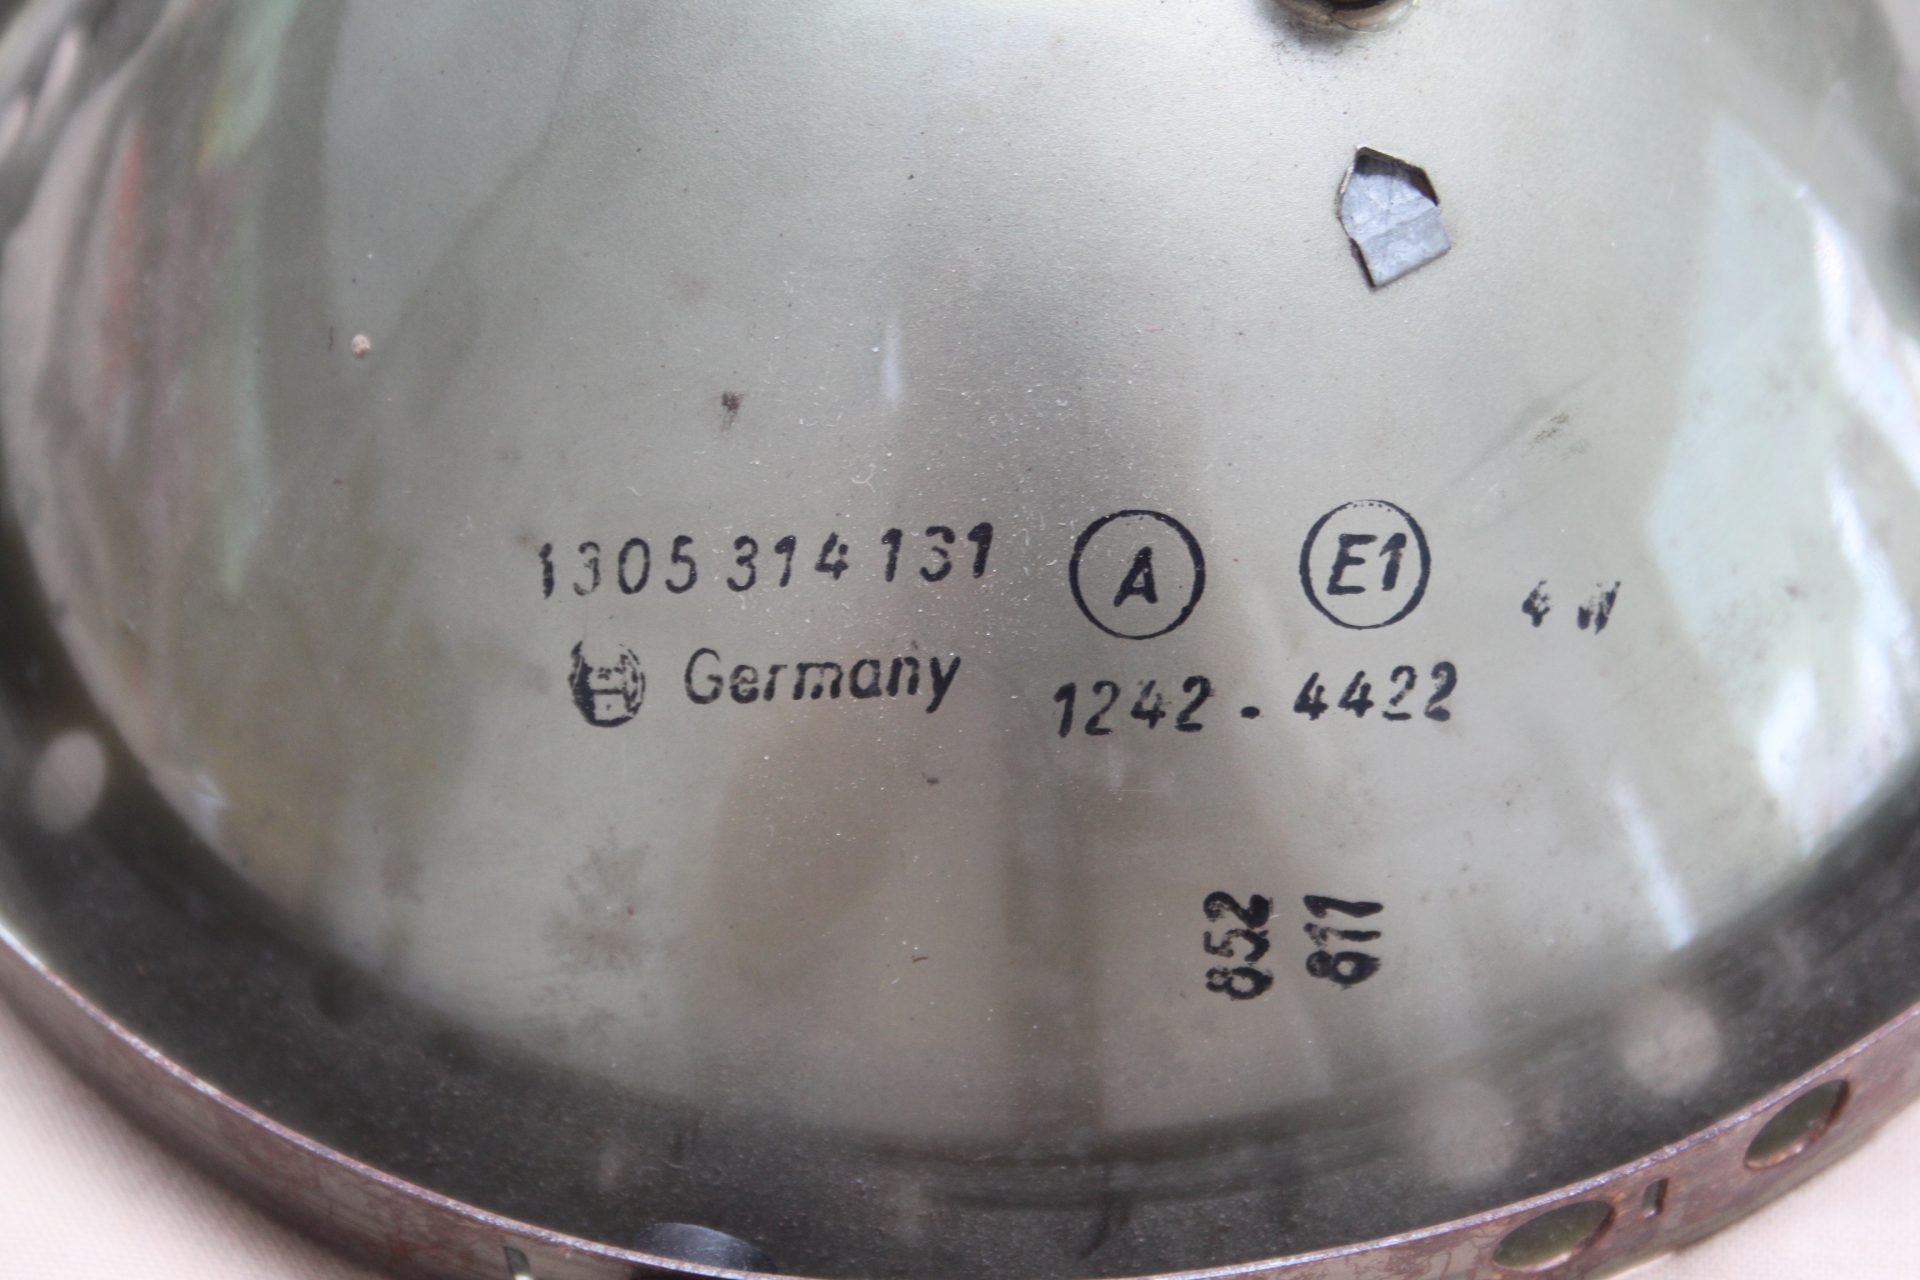 1305 314 131 A E1 4 W
Germany 1242 - 4422
852
811